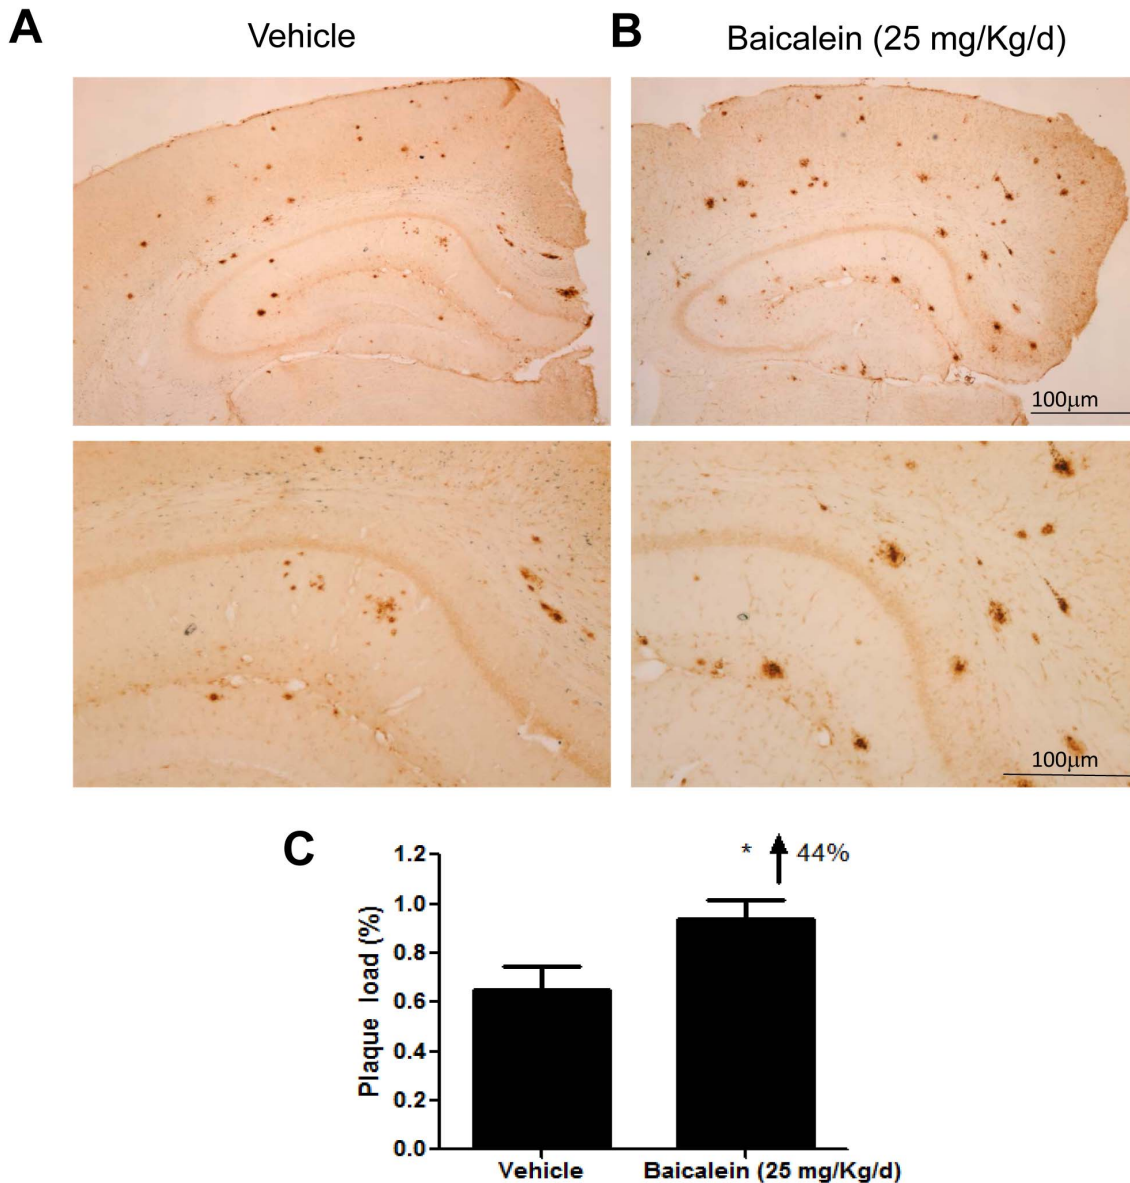 A
Vehicle
B
Baicalein (25 mg/Kg/d)
100μm
100μm
C
* 44%
Plaque load (%)
1.2
1.0
0.8
0.6
0.4
0.2
0.0
Vehicle
Baicalein (25 mg/Kg/d)